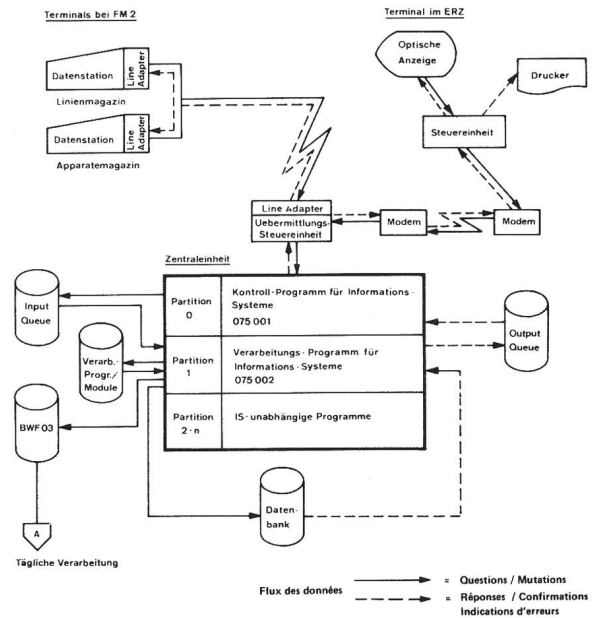 Terminals bei FM 2
Terminal im ERZ
Datenstation
Line
Adapter
Linienmagazin
Datenstation
Line
Adapter
Apparatemagazin
Optische
Anzeige
Drucker
Steuereinheit
Line Adapter
Uebermittlungs-
Steuereinheit
Modem
Modem
Zentraleinheit
Input
Queue
Verarb.-
Progr./
Module
BWF 03
A
Tägliche Verarbeitung
Partition
0
Kontroll-Programm für Informations-
Systeme
075 001
Partition
1
Verarbeitungs-Programm für
Informations-Systeme
075 002
Partition
2-n
IS-unabhängige Programme
Output
Queue
Daten-
bank
Flux des données
= Questions / Mutations
= Réponses / Confirmations
Indications d'erreurs